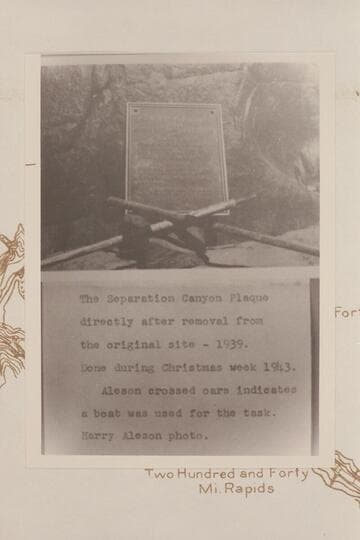 The Separation Canyon Plaque
directly after removal from
the original site - 1939.
Done during Christmas week 1943.
Aleson crossed oars indicates
a boat was used for the task.
Harry Aleson photo.
Fort
Two Hundred and Forty
Mi. Rapids